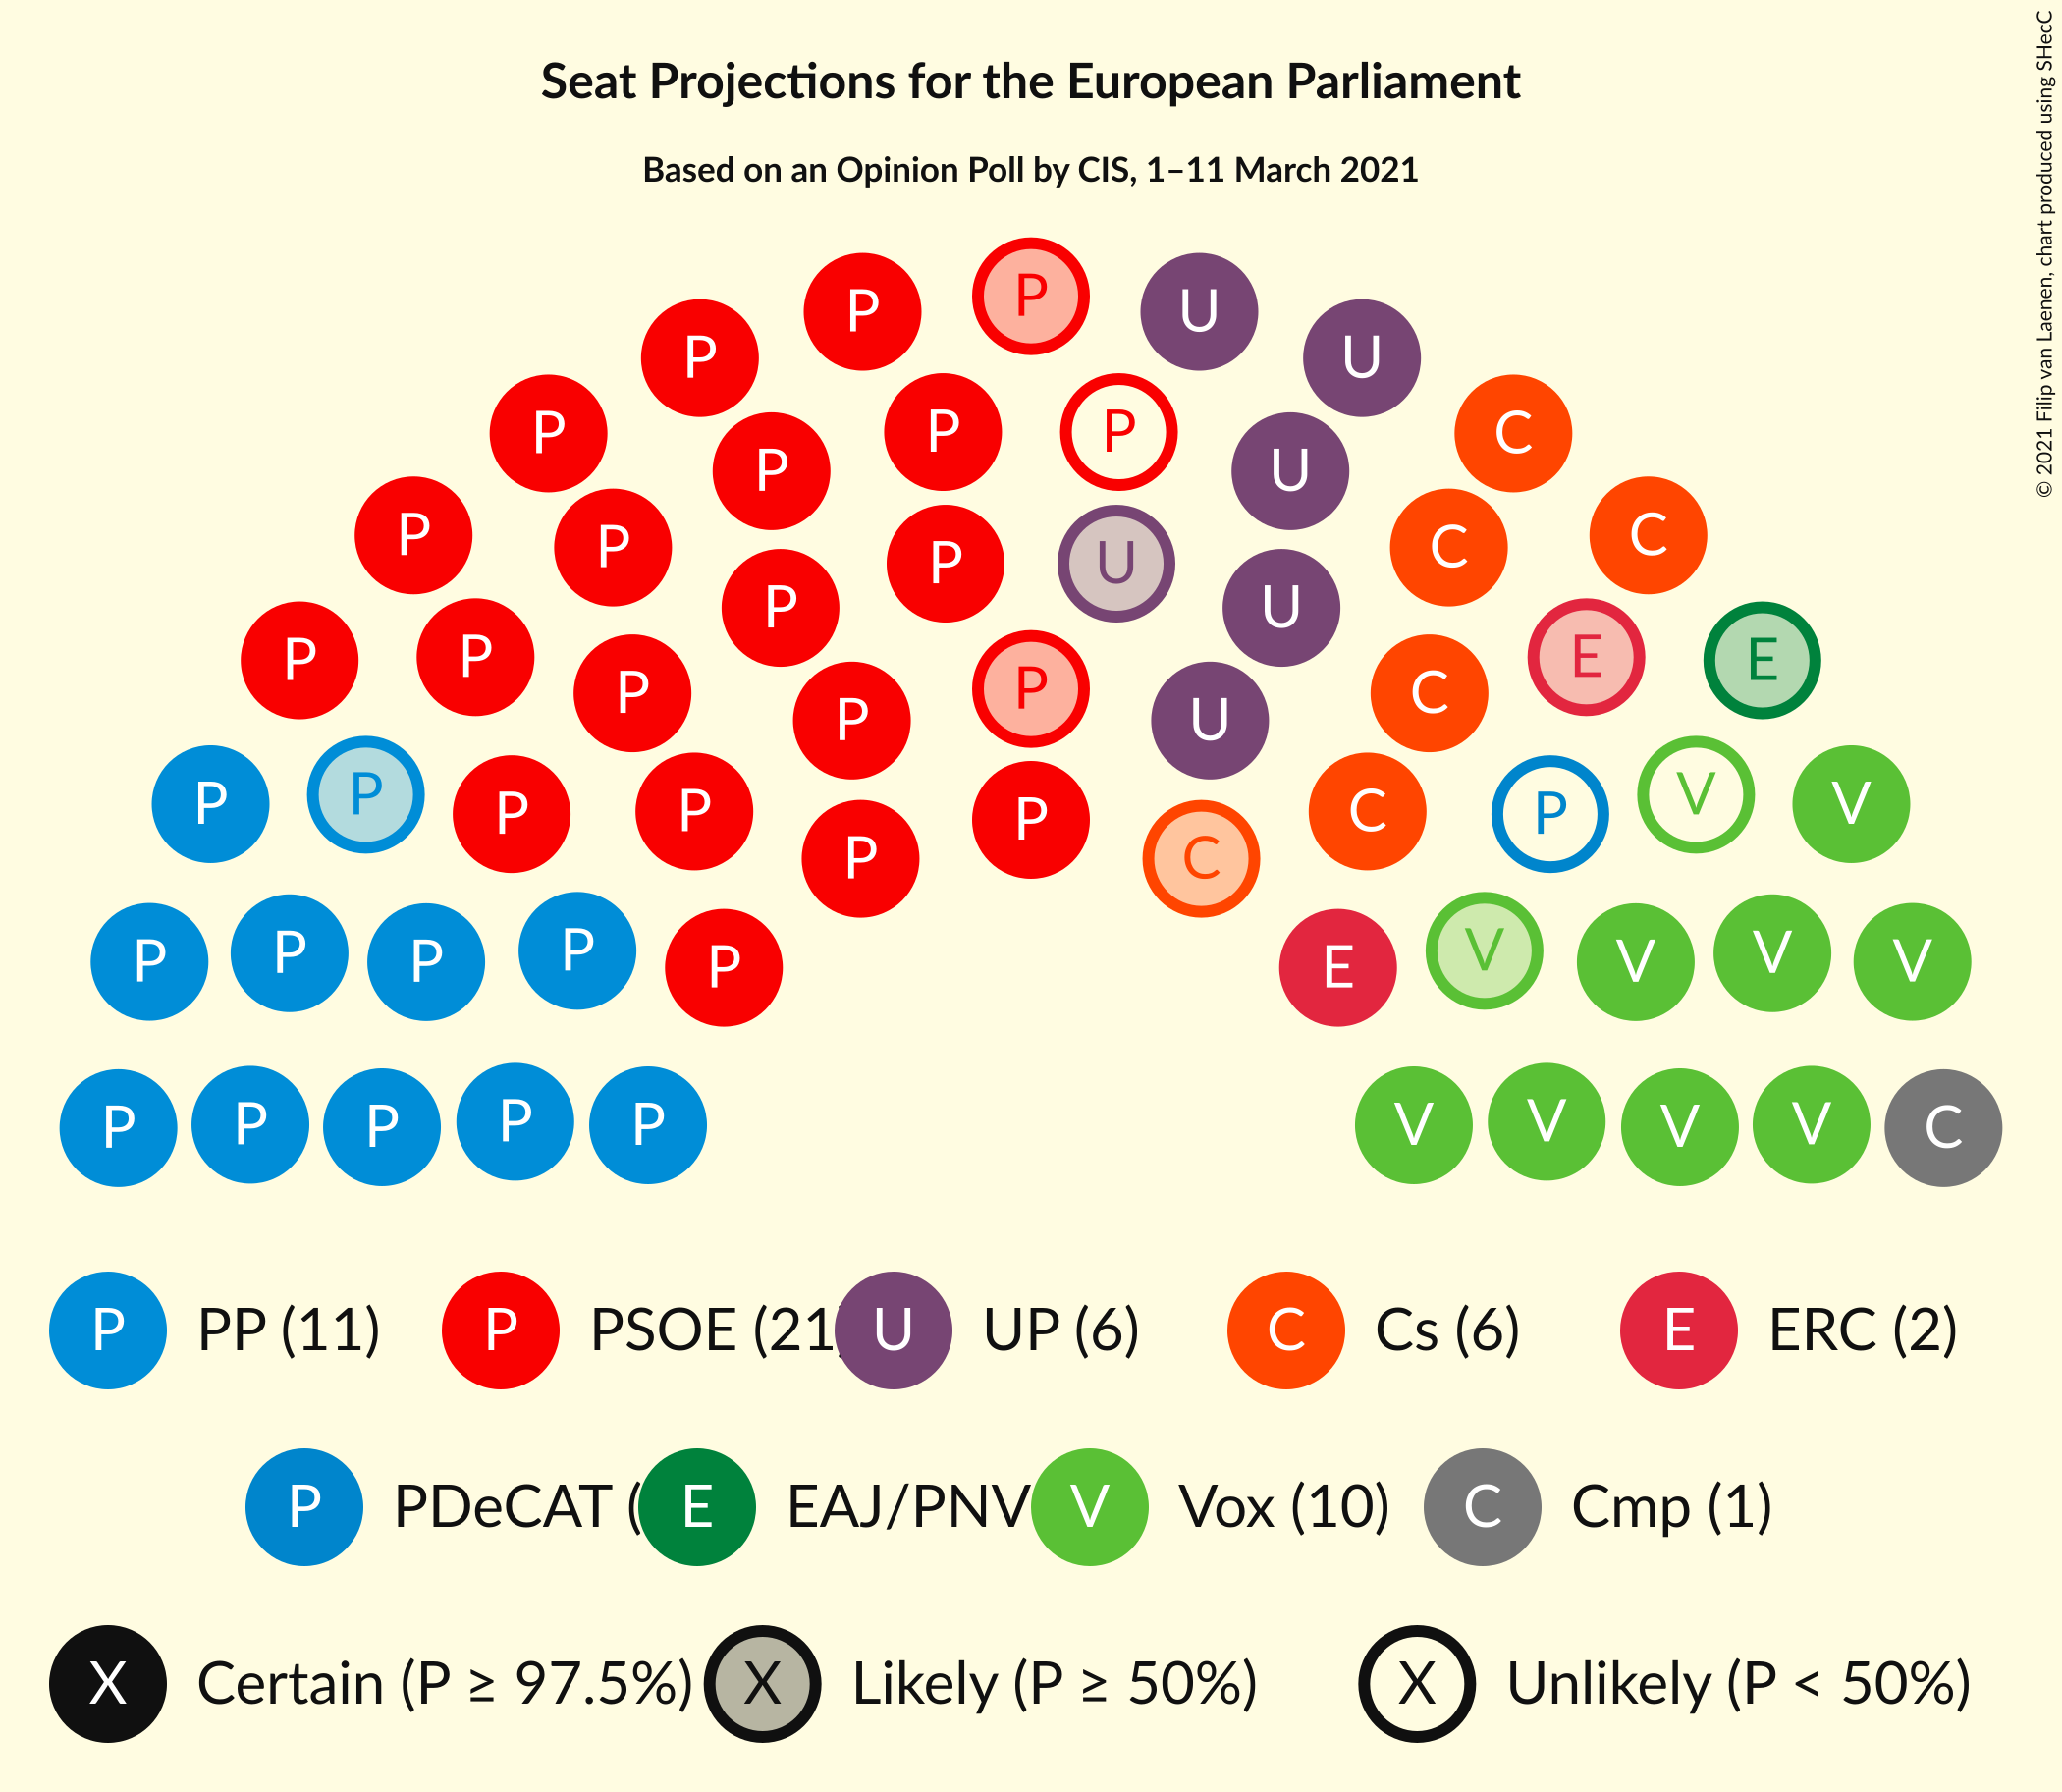 Seat Projections for the European Parliament
Based on an Opinion Poll by CIS, 1–11 March 2021
© 2021 Filip van Laenen, chart produced using SHecC
P
P U
P U
P P P C
P U
P P C C
P U
P U
P P E E
P P C
P U
P P P P P C P V V
P C
P P P P P E V V V V
P P P P P V V V V C
P PP (11) P PSOE (21 U UP (6) C Cs (6) E ERC (2)
P PDeCAT ( E EAJ/PNV V Vox (10) C Cmp (1)
X Certain (P ≥ 97.5%) X Likely (P ≥ 50%) X Unlikely (P < 50%)